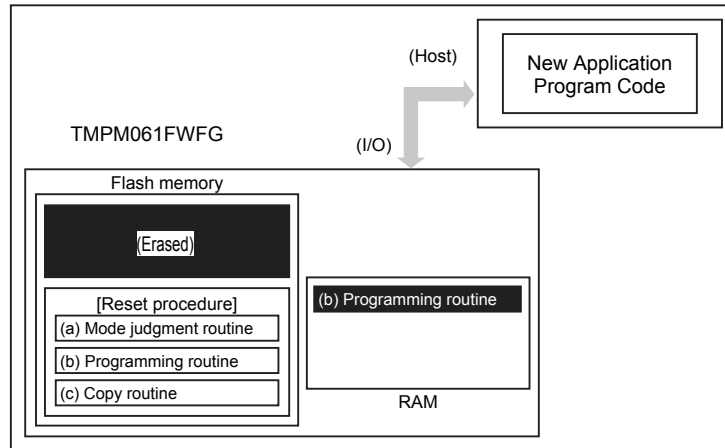 (Host)
New Application
Program Code
TMPM061FWFG
(I/O)
Flash memory
(Erased)
[Reset procedure]
(a) Mode judgment routine
(b) Programming routine
(c) Copy routine
(b) Programming routine
RAM